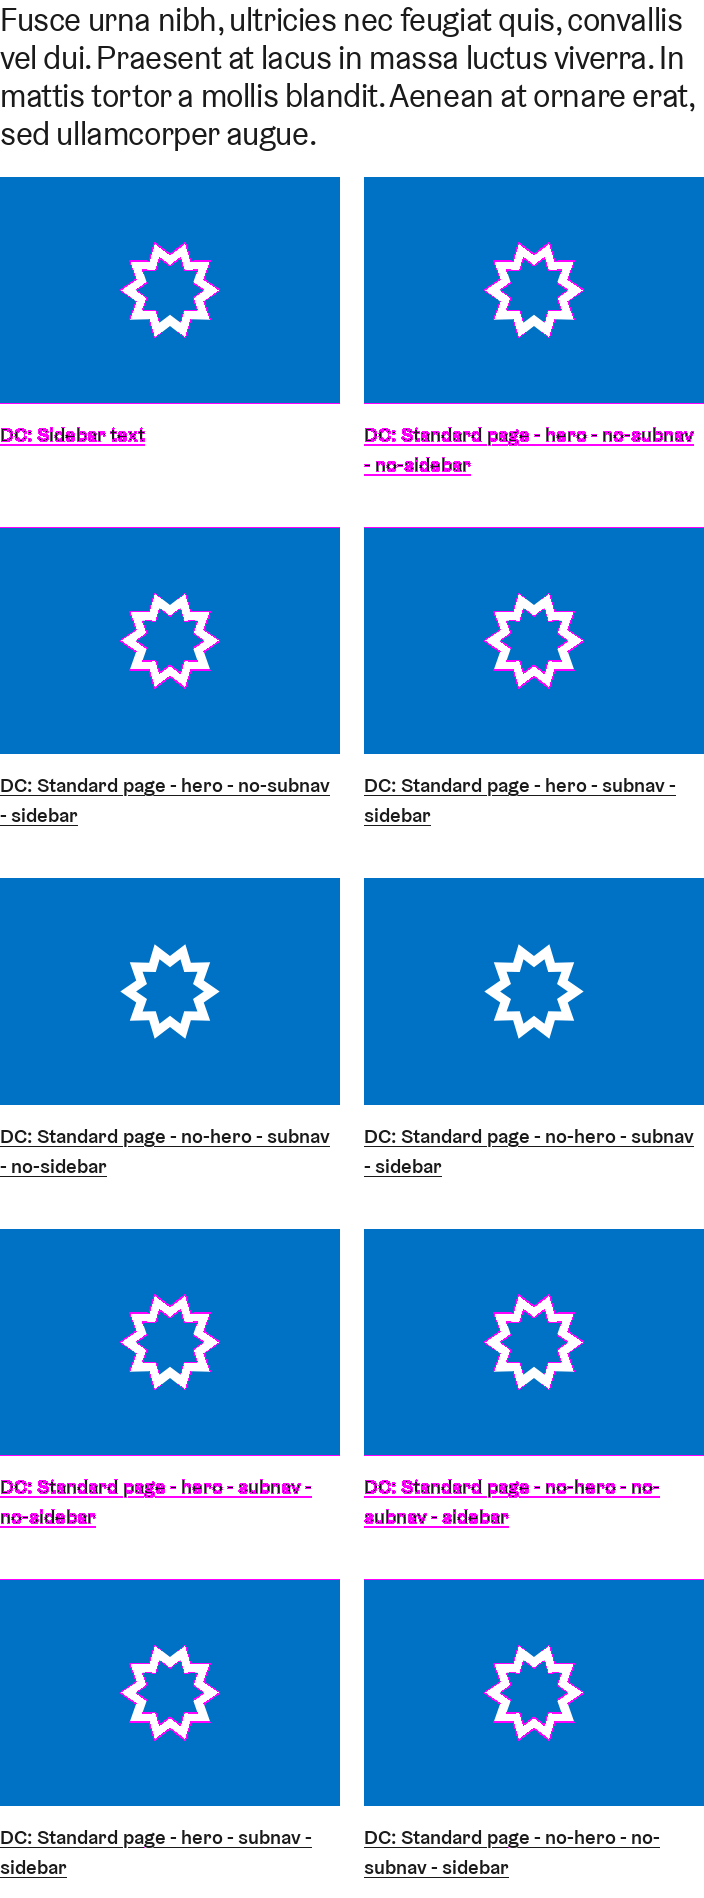 Fusce urna nibh, ultricies nec feugiat quis, convallis
vel dui. Praesent at lacus in massa luctus viverra. In
mattis tortor a mollis blandit. Aenean at ornare erat,
sed ullamcorper augue.
DC: Sidebar text
DC: Standard page - hero - no-subnav
- no-sidebar
DC: Standard page - hero - no-subnav
- sidebar
DC: Standard page - hero - subnav -
sidebar
DC: Standard page - no-hero - subnav
- no-sidebar
DC: Standard page - no-hero - subnav
- sidebar
DC: Standard page - hero - subnav -
no-sidebar
DC: Standard page - no-hero - no-
subnav - sidebar
DC: Standard page - hero - subnav -
sidebar
DC: Standard page - no-hero - no-
subnav - sidebar